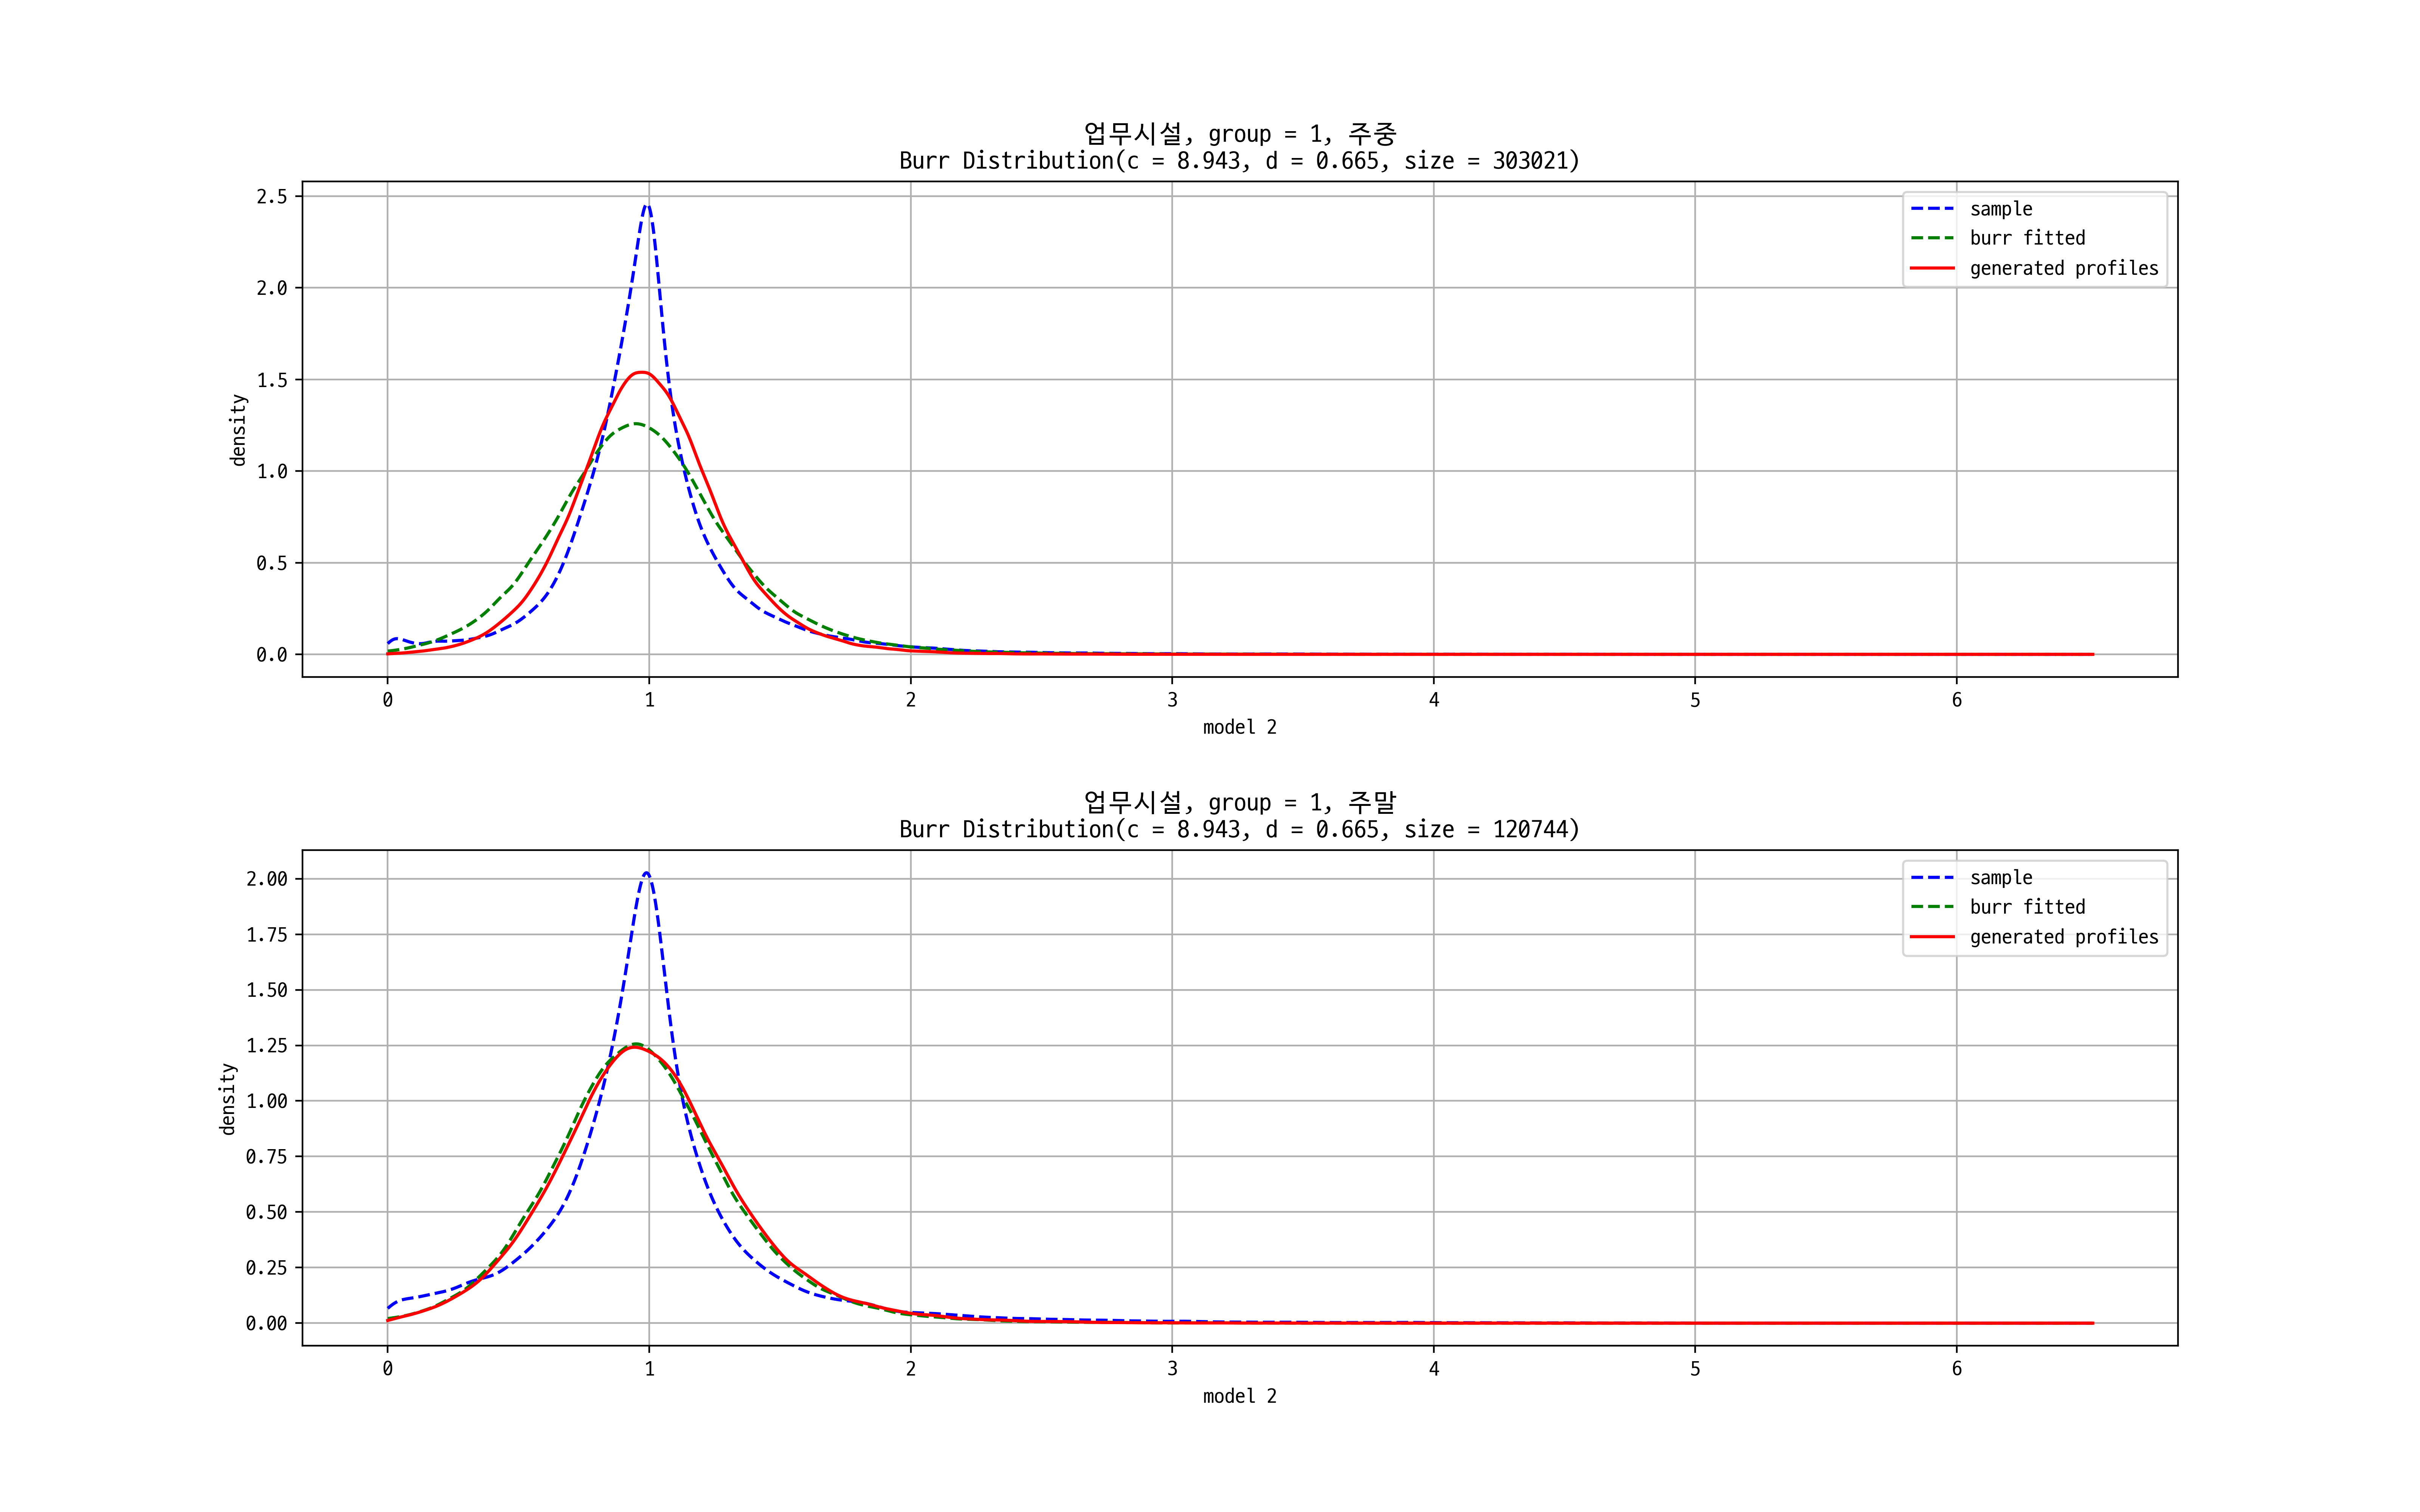 업무시설, group = 1, 주중
Burr Distribution(c = 8.943, d = 0.665, size = 303021)
2.5
2.0
1.5
1.0
0.5
0.0
density
sample
burr fitted
generated profiles
0 1 2 3 4 5 6
model 2
업무시설, group = 1, 주말
Burr Distribution(c = 8.943, d = 0.665, size = 120744)
2.00
1.75
1.50
1.25
1.00
0.75
0.50
0.25
0.00
density
sample
burr fitted
generated profiles
0 1 2 3 4 5 6
model 2